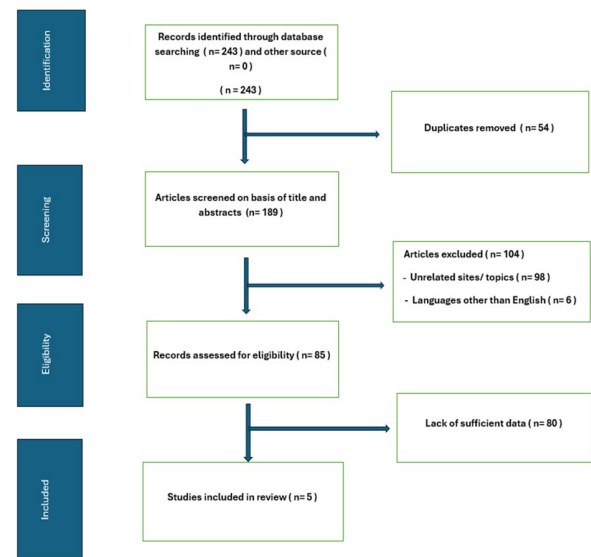 Identification
Records identified through database
searching ( n= 243) and other source (
n= 0)
( n = 243)
Duplicates removed ( n= 54 )
Screening
Articles screened on basis of title and
abstracts (n= 189 )
Articles excluded ( n= 104)
- Unrelated sites/ topics ( n= 98)
- Languages other than English ( n= 6 )
Eligibility
Records assessed for eligibility ( n= 85 )
Lack of sufficient data ( n= 80 )
Included
Studies included in review ( n= 5 )